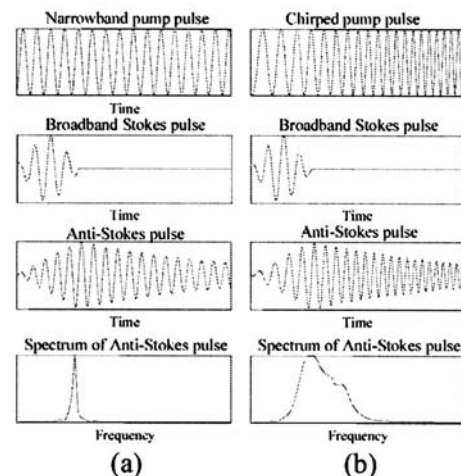 Narrowband pump pulse
Chirped pump pulse
Time
Time
Broadband Stokes pulse
Broadband Stokes pulse
Time
Time
Anti-Stokes pulse
Anti-Stokes pulse
Time
Time
Spectrum of Anti-Stokes pulse
Spectrum of Anti-Stokes pulse
Frequency
Frequency
(a)
(b)